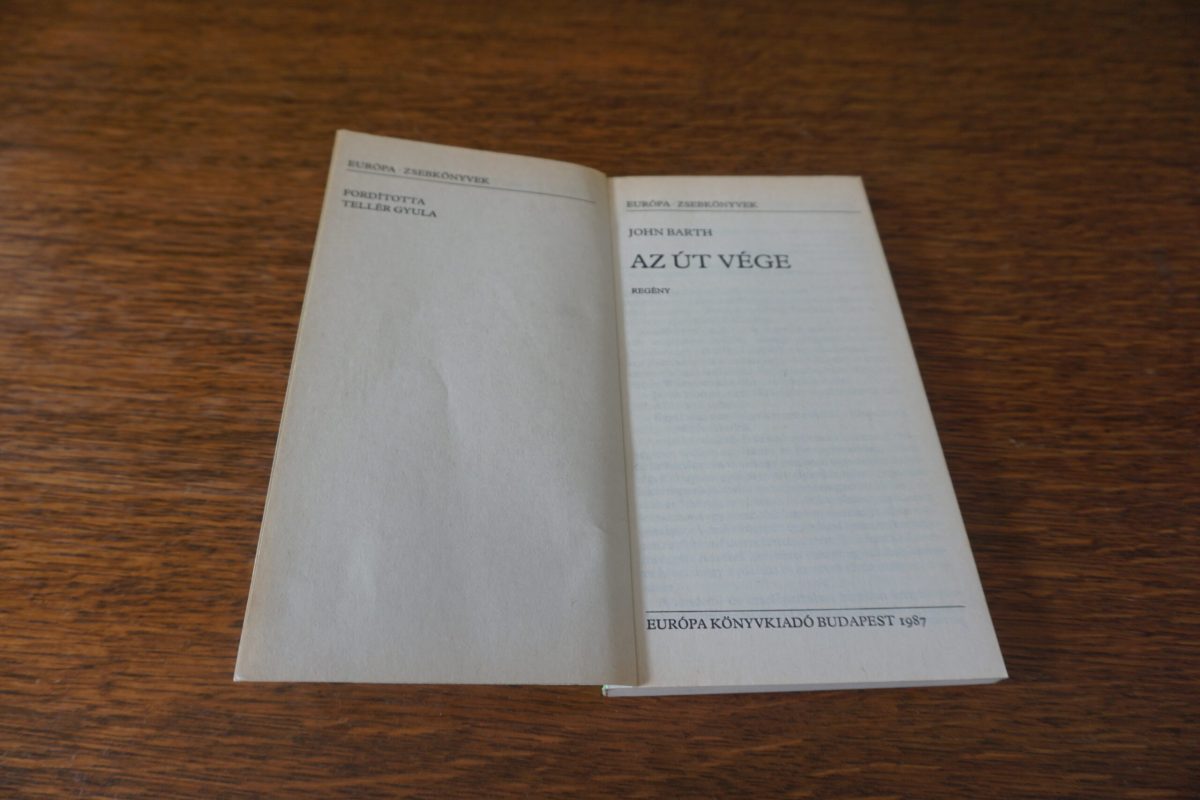 EURÓPA ZSEBKÖNYVEK
FORDÍTOTTA
TELLÉR GYULA
EURÓPA · ZSEBKÖNYVEK
JOHN BARTH
AZ ÚT VÉGE
REGÉNY
EURÓPA KÖNYVKIADÓ BUDAPEST 1987